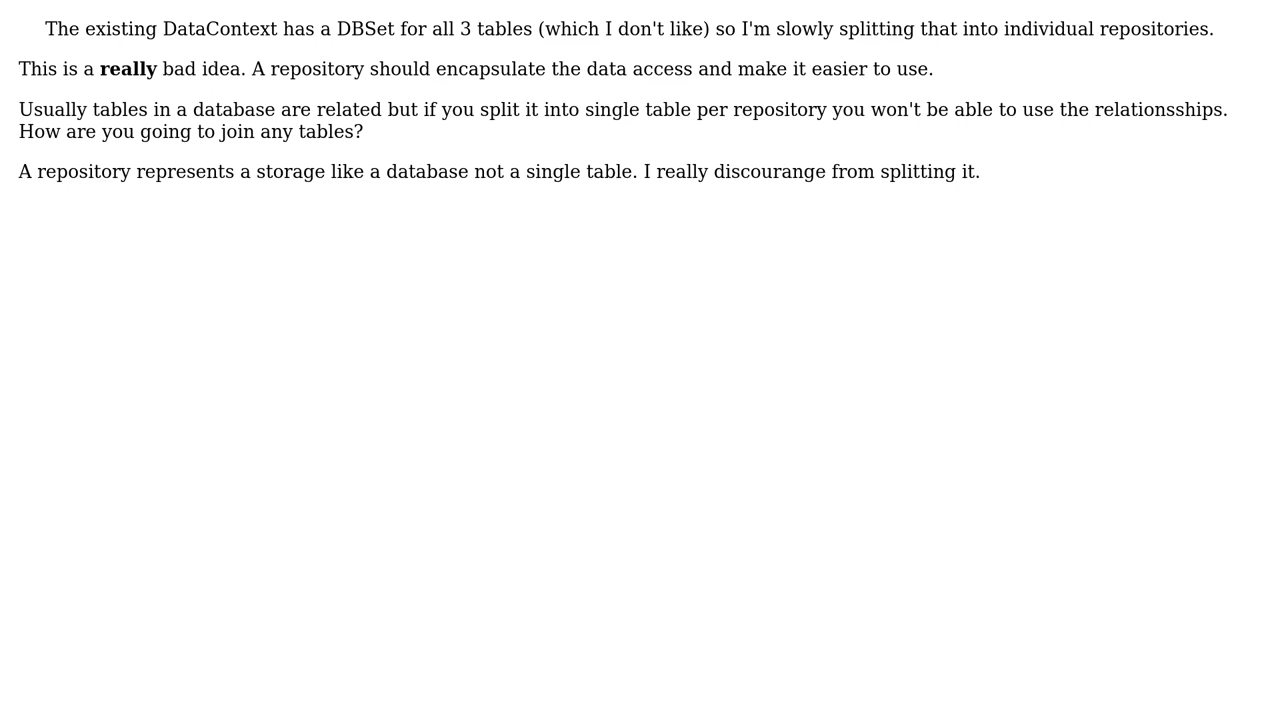 The existing DataContext has a DBSet for all 3 tables (which I don't like) so I'm slowly splitting that into individual repositories.
This is a really bad idea. A repository should encapsulate the data access and make it easier to use.
Usually tables in a database are related but if you split it into single table per repository you won't be able to use the relationsships.
How are you going to join any tables?
A repository represents a storage like a database not a single table. I really discourange from splitting it.